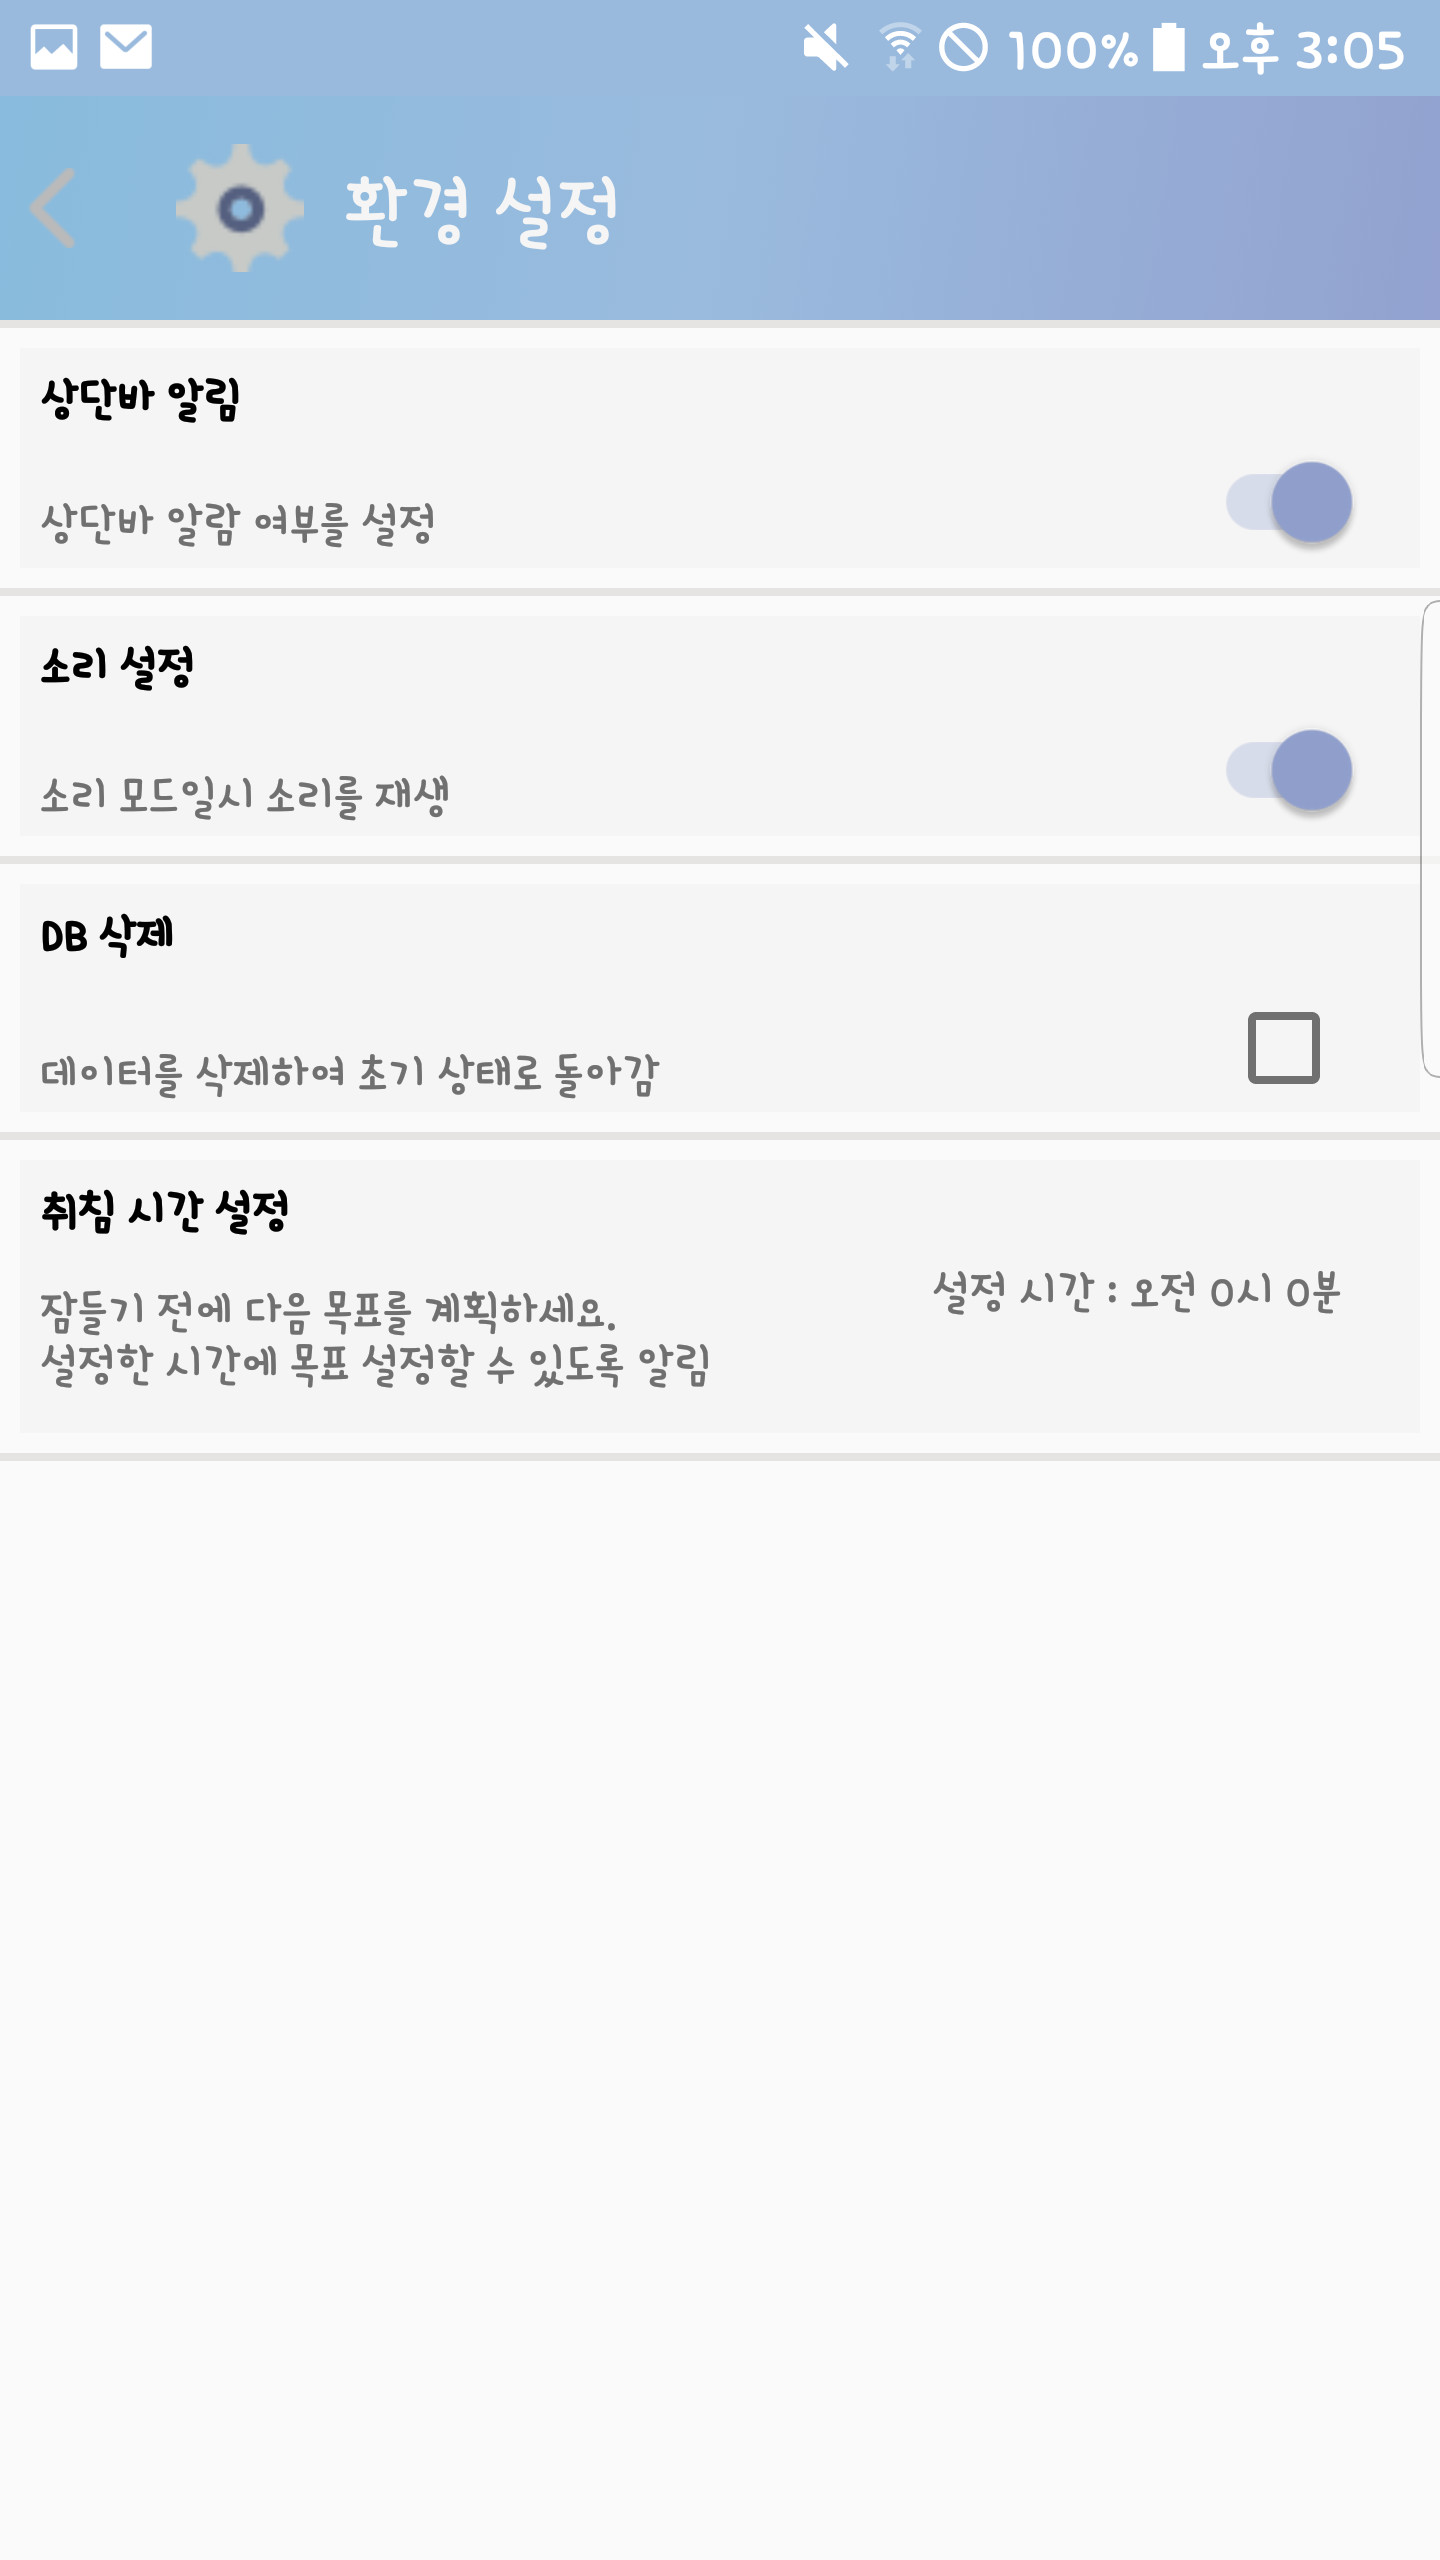 100% 오후 3:05
환경 설정
상단바 알림
상단바 알람 여부를 설정
소리 설정
소리 모드일시 소리를 재생
DB 삭제
데이터를 삭제하여 초기 상태로 돌아감
취침 시간 설정
설정 시간 : 오전 0시 0분
잠들기 전에 다음 목표를 계획하세요.
설정한 시간에 목표 설정할 수 있도록 알림